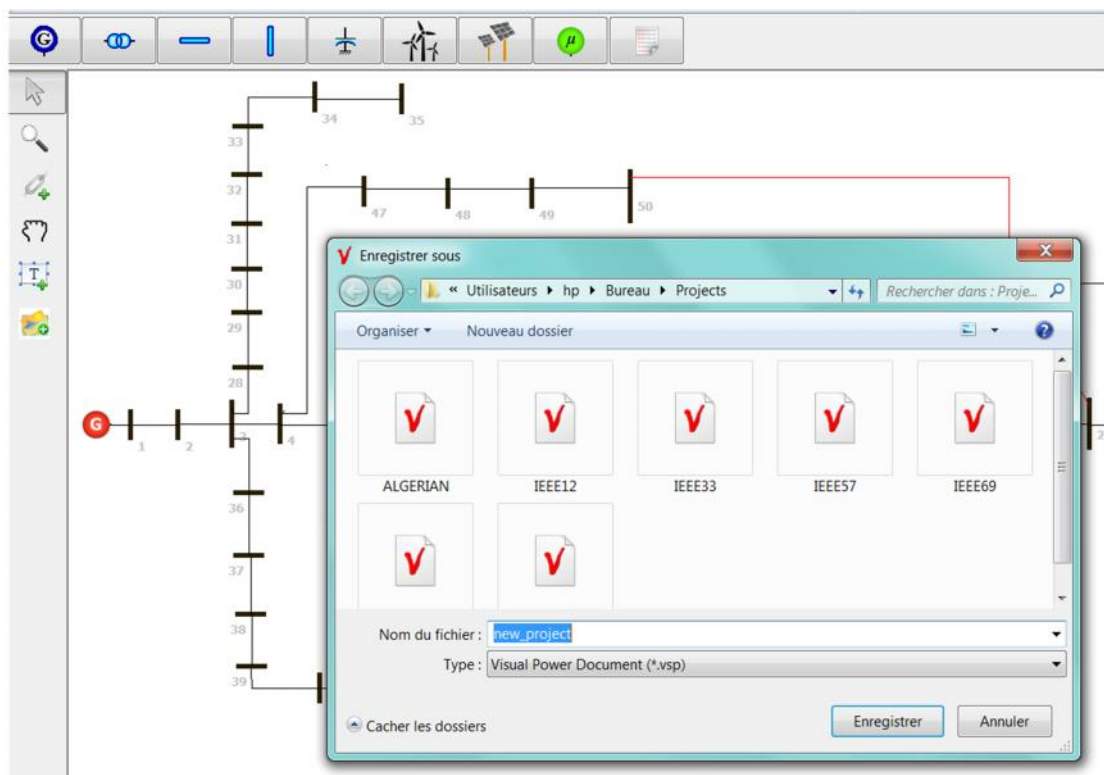 G
μ
34
35
33
32
47
48
49
50
31
30
29
28
G
1
2
3
4
36
37
38
39
2
T
Enregistrer sous
X
« Utilisateurs hp Bureau Projects
Rechercher dans : Proje...
Organiser
Nouveau dossier
?
ALGERIAN
IEEE12
IEEE33
IEEE57
IEEE69
Nom du fichier : new_project
Type : Visual Power Document (*.vsp)
Cacher les dossiers
Enregistrer
Annuler